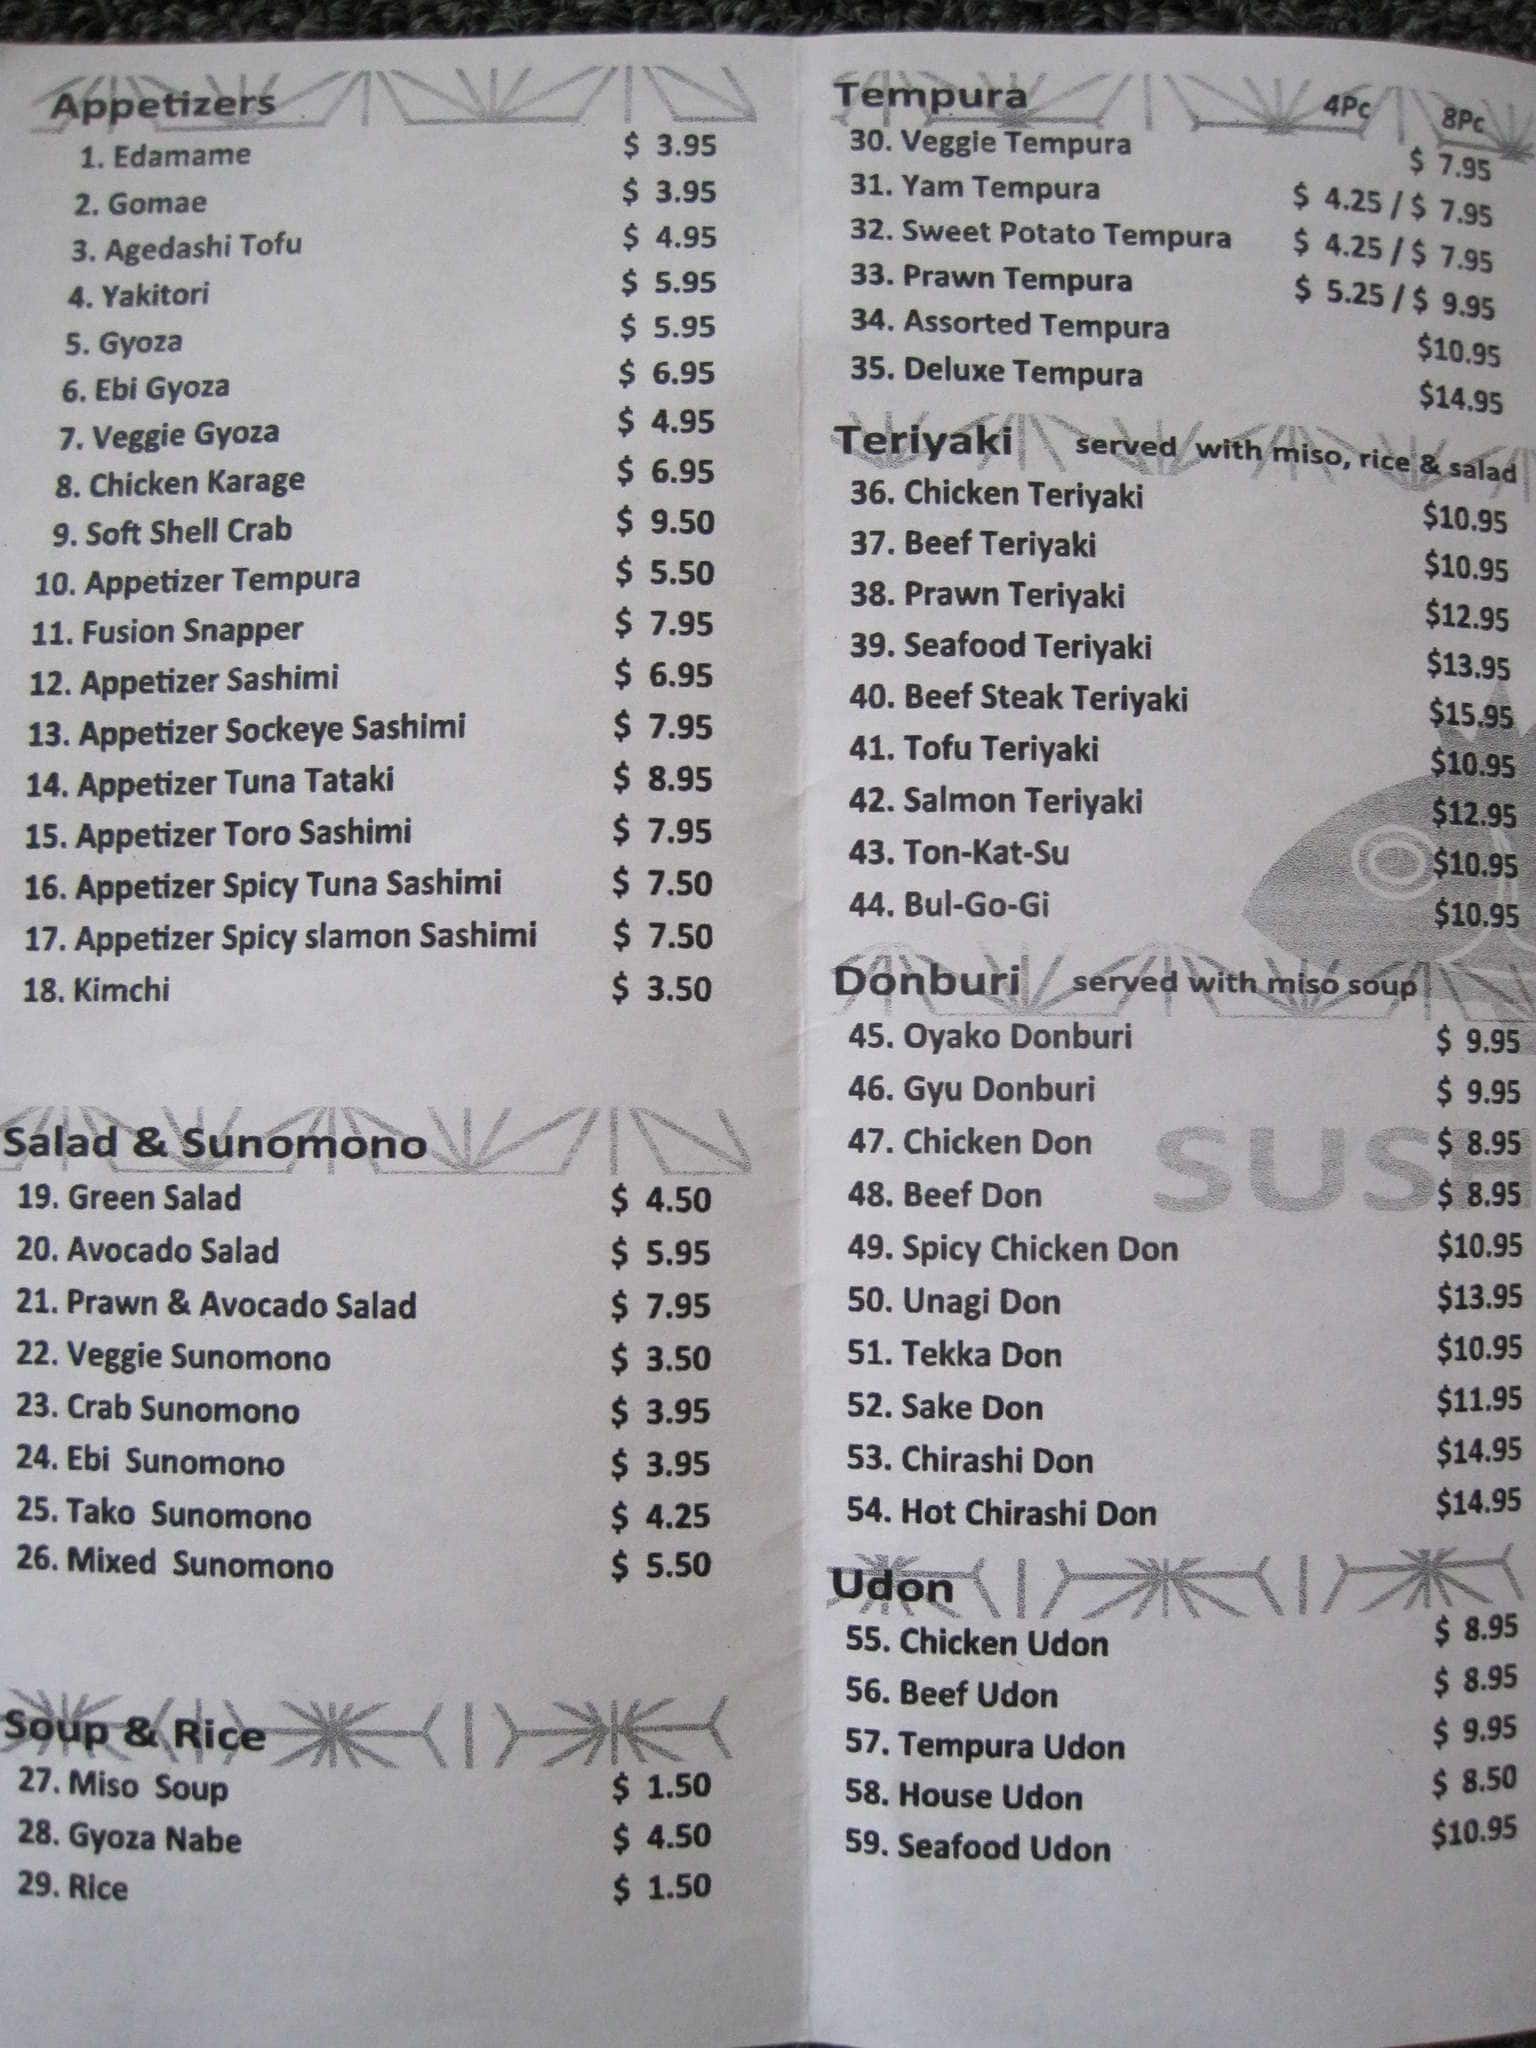 Appetizers
1. Edamame $ 3.95
2. Gomae $ 3.95
3. Agedashi Tofu $ 4.95
4. Yakitori $ 5.95
5. Gyoza $ 5.95
6. Ebi Gyoza $ 6.95
7. Veggie Gyoza $ 4.95
8. Chicken Karage $ 6.95
9. Soft Shell Crab $ 9.50
10. Appetizer Tempura $ 5.50
11. Fusion Snapper $ 7.95
12. Appetizer Sashimi $ 6.95
13. Appetizer Sockeye Sashimi $ 7.95
14. Appetizer Tuna Tataki $ 8.95
15. Appetizer Toro Sashimi $ 7.95
16. Appetizer Spicy Tuna Sashimi $ 7.50
17. Appetizer Spicy slamon Sashimi $ 7.50
18. Kimchi $ 3.50
Salad & Sunomono
19. Green Salad $ 4.50
20. Avocado Salad $ 5.95
21. Prawn & Avocado Salad $ 7.95
22. Veggie Sunomono $ 3.50
23. Crab Sunomono $ 3.95
24. Ebi Sunomono $ 3.95
25. Tako Sunomono $ 4.25
26. Mixed Sunomono $ 5.50
Soup & Rice
27. Miso Soup $ 1.50
28. Gyoza Nabe $ 4.50
29. Rice $ 1.50
Tempura 4Pc 8Pc
30. Veggie Tempura $ 7.95
31. Yam Tempura $ 4.25 / $ 7.95
32. Sweet Potato Tempura $ 4.25 / $ 7.95
33. Prawn Tempura $ 5.25 / $ 9.95
34. Assorted Tempura $10.95
35. Deluxe Tempura $14.95
Teriyaki served with miso, rice & salad
36. Chicken Teriyaki $10.95
37. Beef Teriyaki $10.95
38. Prawn Teriyaki $12.95
39. Seafood Teriyaki $13.95
40. Beef Steak Teriyaki $15.95
41. Tofu Teriyaki $10.95
42. Salmon Teriyaki $12.95
43. Ton-Kat-Su $10.95
44. Bul-Go-Gi $10.95
Donburi served with miso soup
45. Oyako Donburi $ 9.95
46. Gyu Donburi $ 9.95
47. Chicken Don $ 8.95
SUSH
48. Beef Don $ 8.95
49. Spicy Chicken Don $10.95
50. Unagi Don $13.95
51. Tekka Don $10.95
52. Sake Don $11.95
53. Chirashi Don $14.95
54. Hot Chirashi Don $14.95
Udon
55. Chicken Udon $ 8.95
56. Beef Udon $ 8.95
57. Tempura Udon $ 9.95
58. House Udon $ 8.50
59. Seafood Udon $10.95